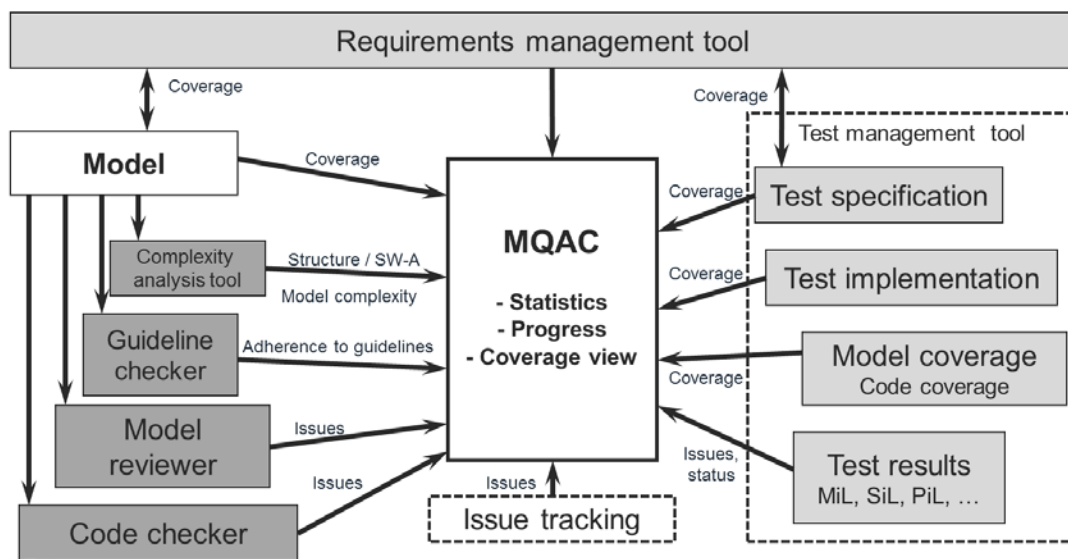 Requirements management tool
Coverage
Coverage
Test management tool
Model
Coverage
Coverage
Test specification
MQAC
Complexity
analysis tool
Structure / SW-A
Model complexity
- Statistics
- Progress
- Coverage view
Coverage
Test implementation
Guideline
checker
Adherence to guidelines
Coverage
Model coverage
Code coverage
Model
reviewer
Issues
Issues
Issues,
status
Test results
MiL, SiL, PiL, ...
Code checker
Issues
Issue tracking